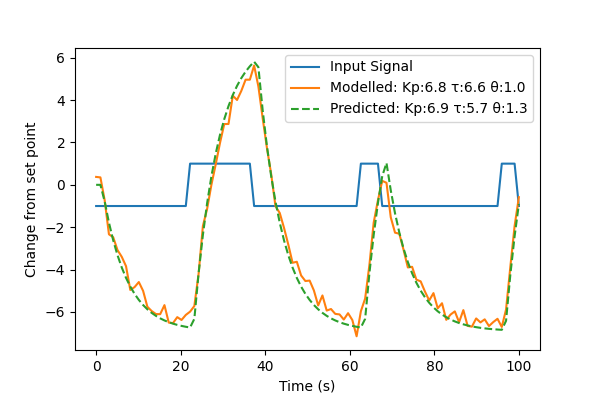 Input Signal
Modelled: Kp:6.8 τ:6.6 θ:1.0
Predicted: Kp:6.9 τ:5.7 θ:1.3
6
4
2
0
−2
−4
−6
Change from set point
0 20 40 60 80 100
Time (s)